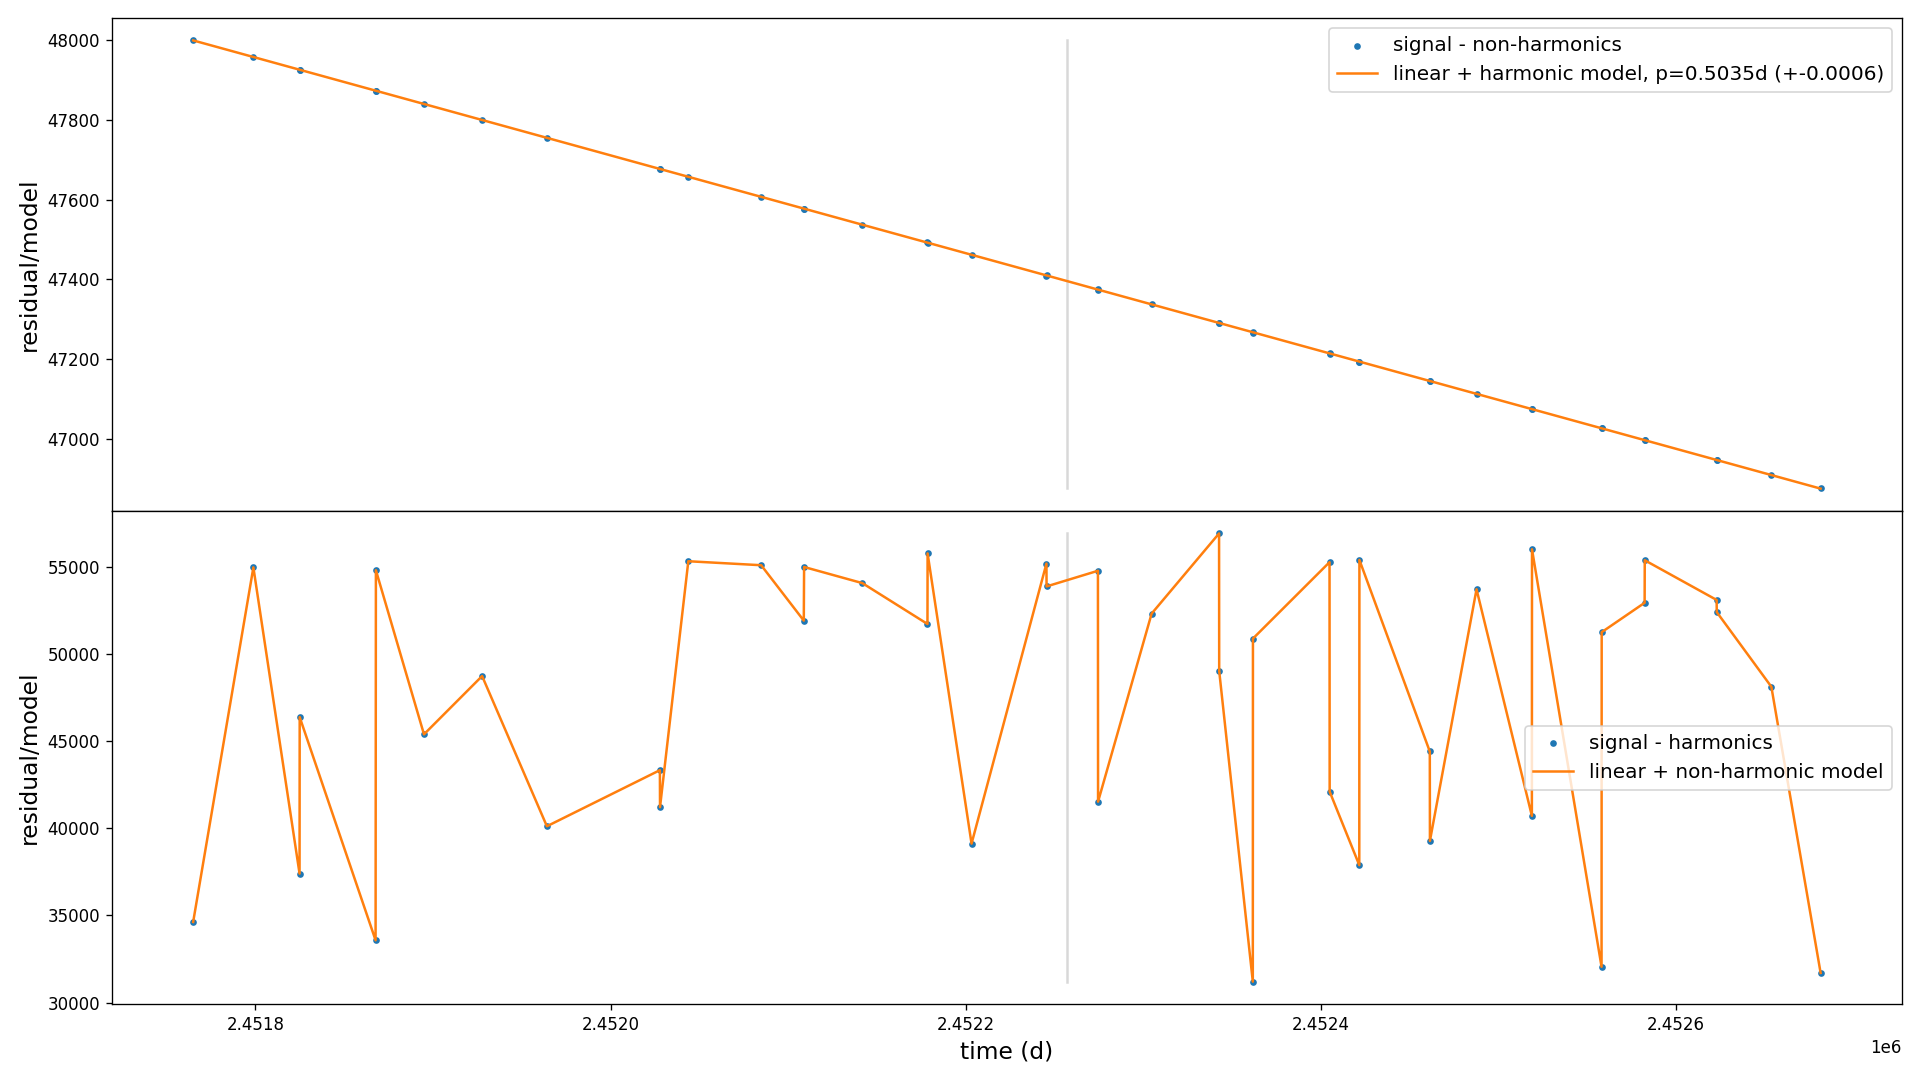 48000
47800
47600
47400
47200
47000
residual/model
signal - non-harmonics
linear + harmonic model, p=0.5035d (+-0.0006)
55000
50000
45000
40000
35000
30000
residual/model
signal - harmonics
linear + non-harmonic model
2.4518
2.4520
2.4522
2.4524
2.4526
1e6
time (d)